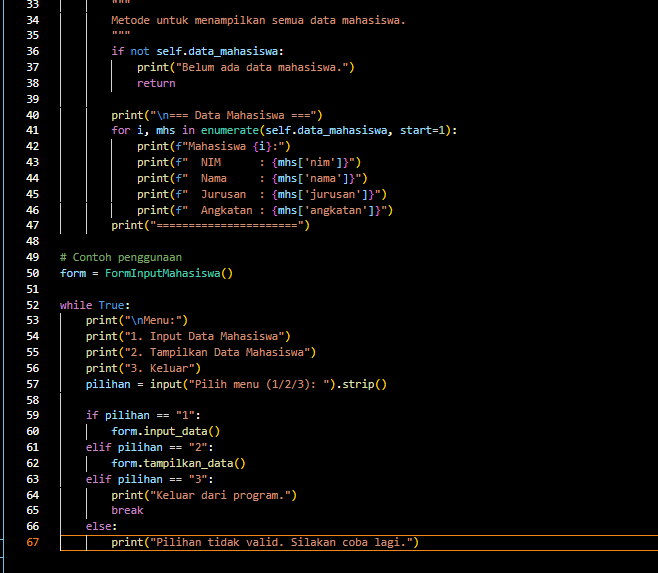 33 """
34 Metode untuk menampilkan semua data mahasiswa.
35 """
36 if not self.data_mahasiswa:
37 print("Belum ada data mahasiswa.")
38 return
39
40 print("\n=== Data Mahasiswa ===")
41 for i, mhs in enumerate(self.data_mahasiswa, start=1):
42 print(f"Mahasiswa {i}:")
43 print(f"  NIM      : {mhs['nim']}")
44 print(f"  Nama     : {mhs['nama']}")
45 print(f"  Jurusan  : {mhs['jurusan']}")
46 print(f"  Angkatan : {mhs['angkatan']}")
47 print("======================")
48
49 # Contoh penggunaan
50 form = FormInputMahasiswa()
51
52 while True:
53 print("\nMenu:")
54 print("1. Input Data Mahasiswa")
55 print("2. Tampilkan Data Mahasiswa")
56 print("3. Keluar")
57 pilihan = input("Pilih menu (1/2/3): ").strip()
58
59 if pilihan == "1":
60 form.input_data()
61 elif pilihan == "2":
62 form.tampilkan_data()
63 elif pilihan == "3":
64 print("Keluar dari program.")
65 break
66 else:
67 print("Pilihan tidak valid. Silakan coba lagi.")